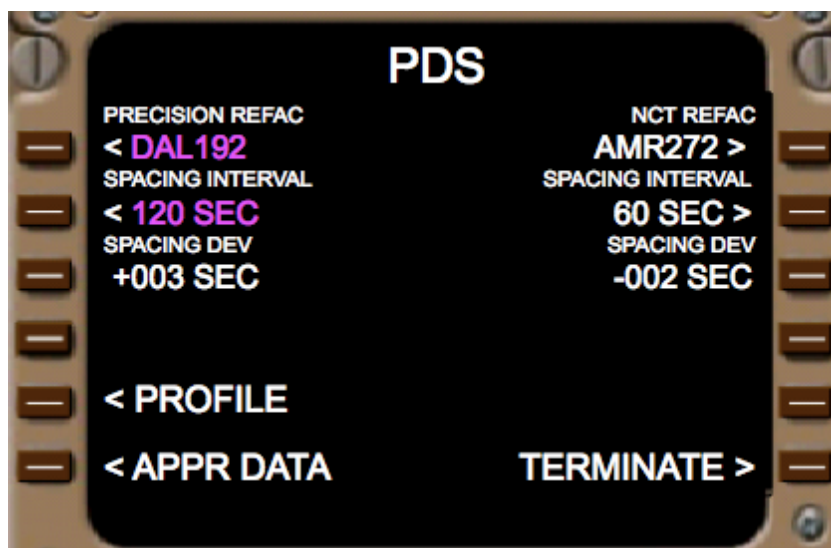 PDS
PRECISION REFAC NCT REFAC
< DAL192 AMR272 >
SPACING INTERVAL SPACING INTERVAL
< 120 SEC 60 SEC >
SPACING DEV SPACING DEV
+003 SEC -002 SEC
< PROFILE
< APPR DATA TERMINATE >